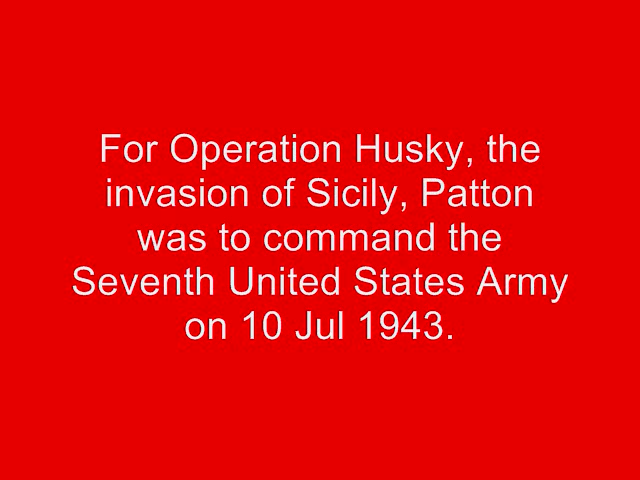 For Operation Husky, the
invasion of Sicily, Patton
was to command the
Seventh United States Army
on 10 Jul 1943.